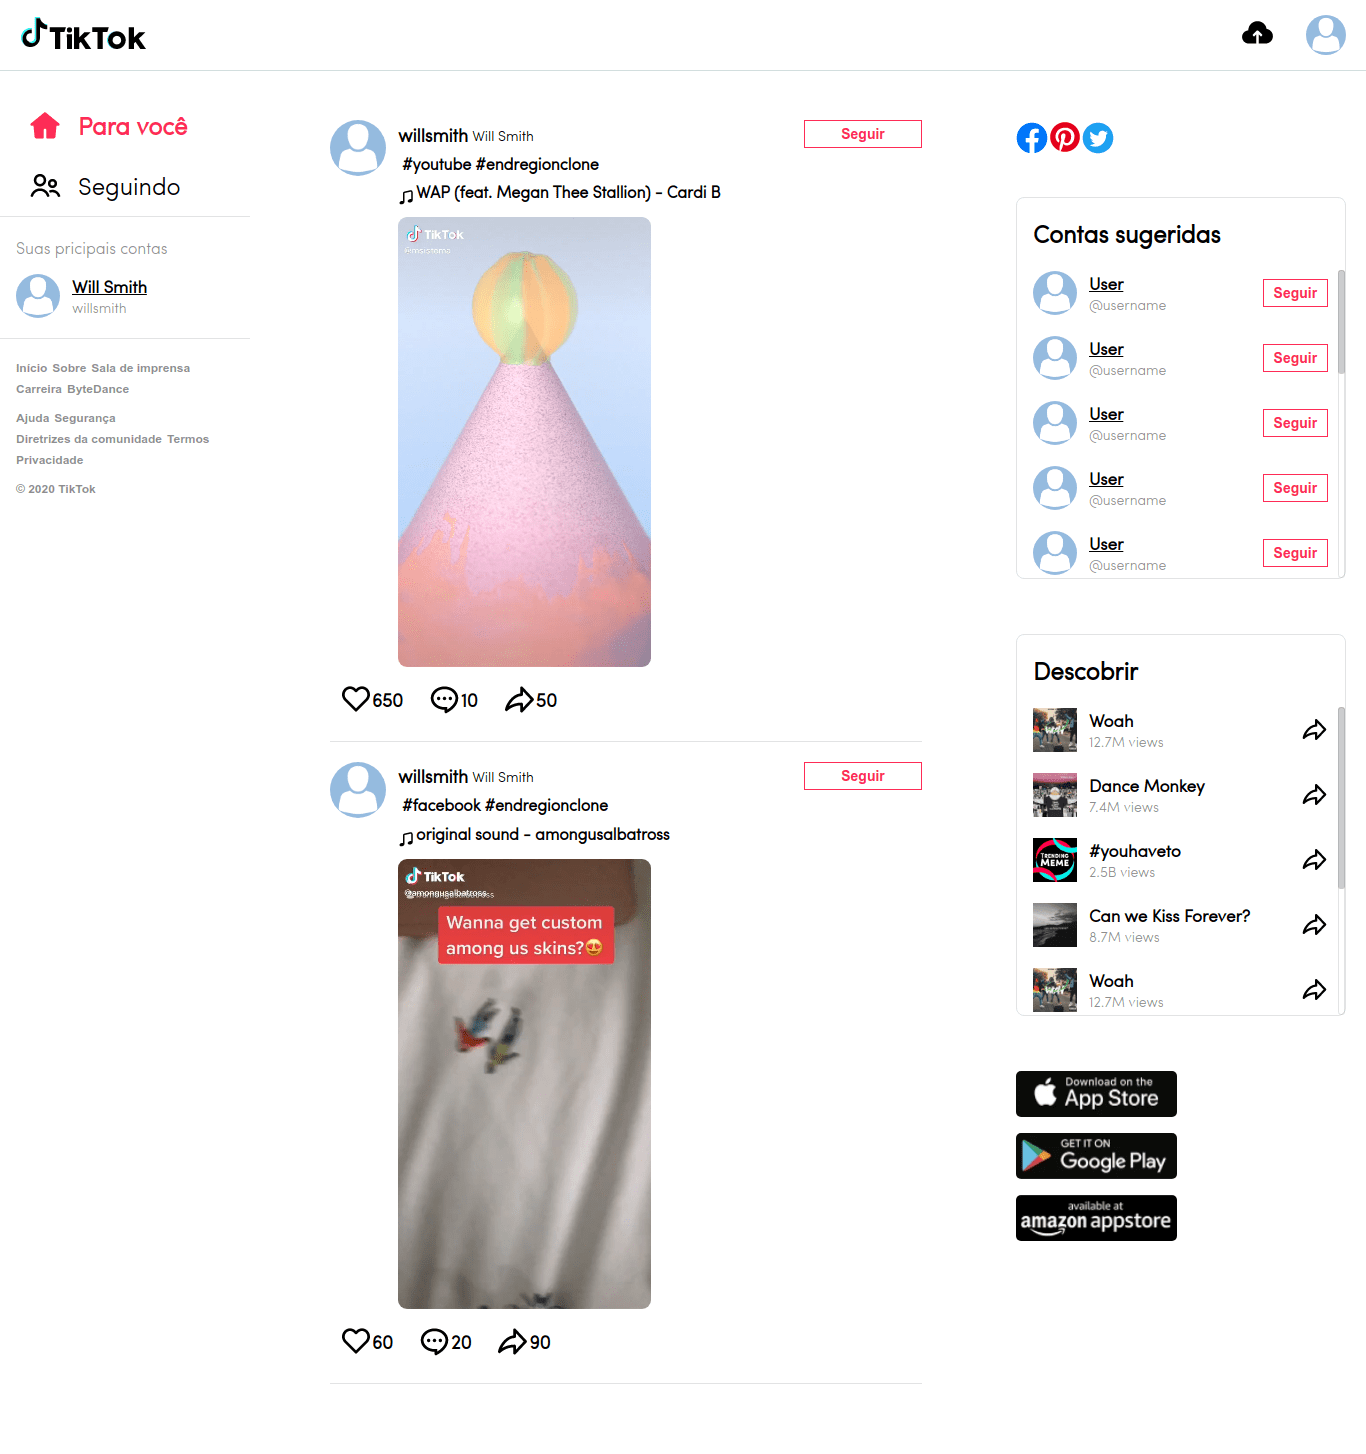 TikTok
Para você
Seguindo
Suas pricipais contas
Will Smith
willsmith
Início Sobre Sala de imprensa
Carreira ByteDance
Ajuda Segurança
Diretrizes da comunidade Termos
Privacidade
© 2020 TikTok
willsmith Will Smith
Seguir
#youtube #endregionclone
WAP (feat. Megan Thee Stallion) - Cardi B
TikTok
650 10 50
willsmith Will Smith
Seguir
#facebook #endregionclone
original sound - amongusalbatross
TikTok
@amongusalbatross
Wanna get custom
among us skins?😍
60 20 90
Contas sugeridas
User
@username
Seguir
User
@username
Seguir
User
@username
Seguir
User
@username
Seguir
User
@username
Seguir
Descobrir
Woah
12.7M views
Dance Monkey
7.4M views
TRENDING
MEME
#youhaveto
2.5B views
Can we Kiss Forever?
8.7M views
Woah
12.7M views
Download on the
App Store
GET IT ON
Google Play
available at
amazon appstore